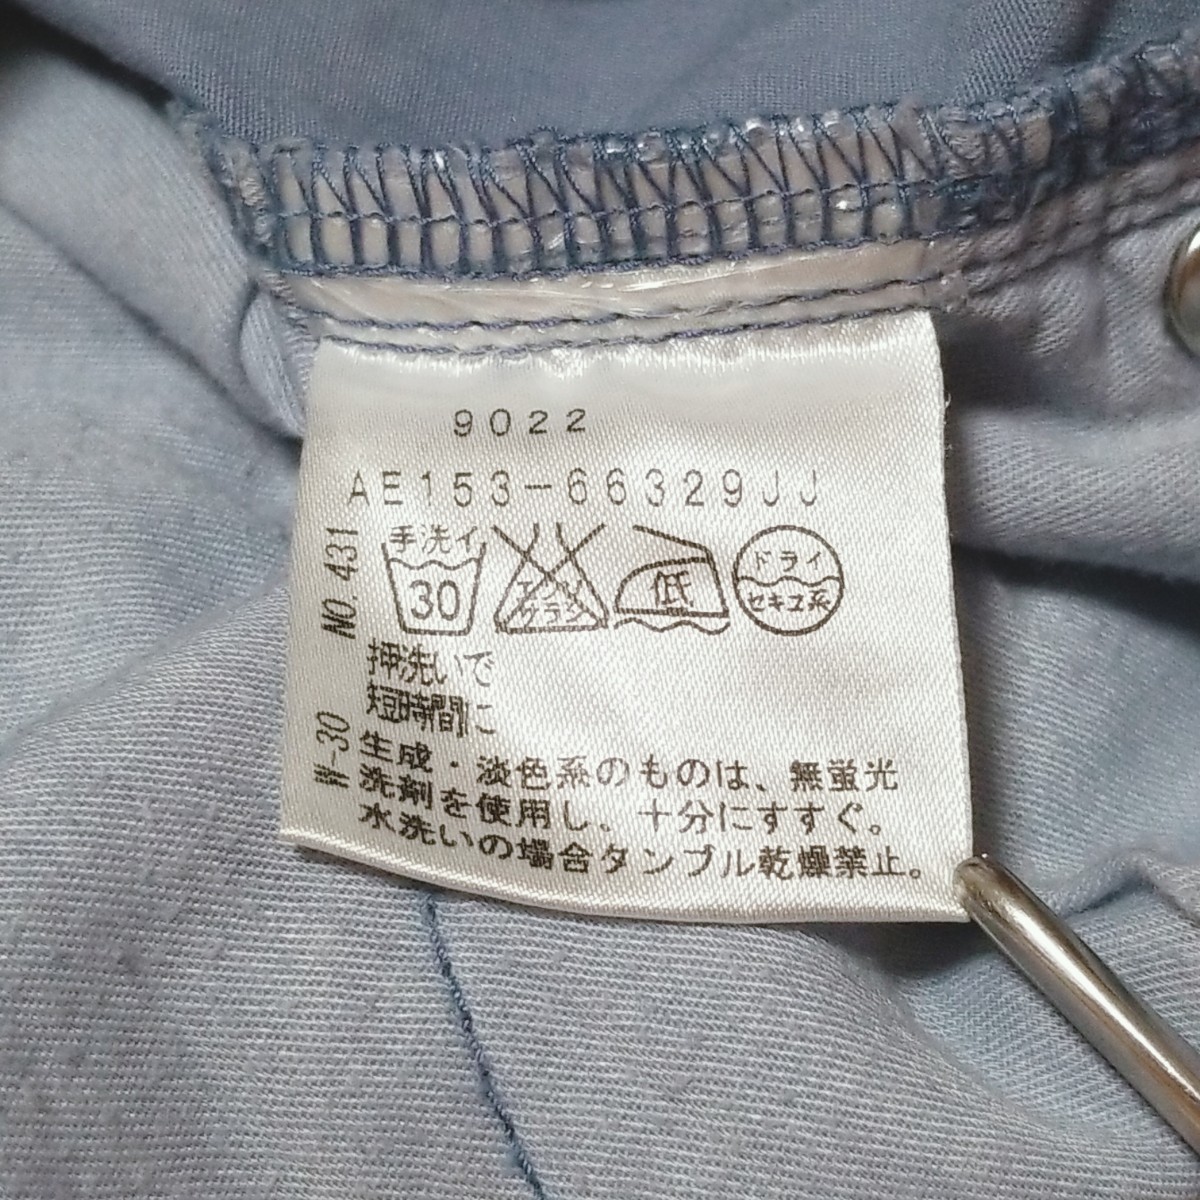 9022
AE153-66329JJ
手洗イ
30
エンソ
サラシ
低
ドライ
セキユ系
押洗いで
短時間に
生成・淡色系のものは、無蛍光
洗剤を使用し、十分にすすぐ。
水洗いの場合タンブル乾燥禁止。
NO.431
W-30